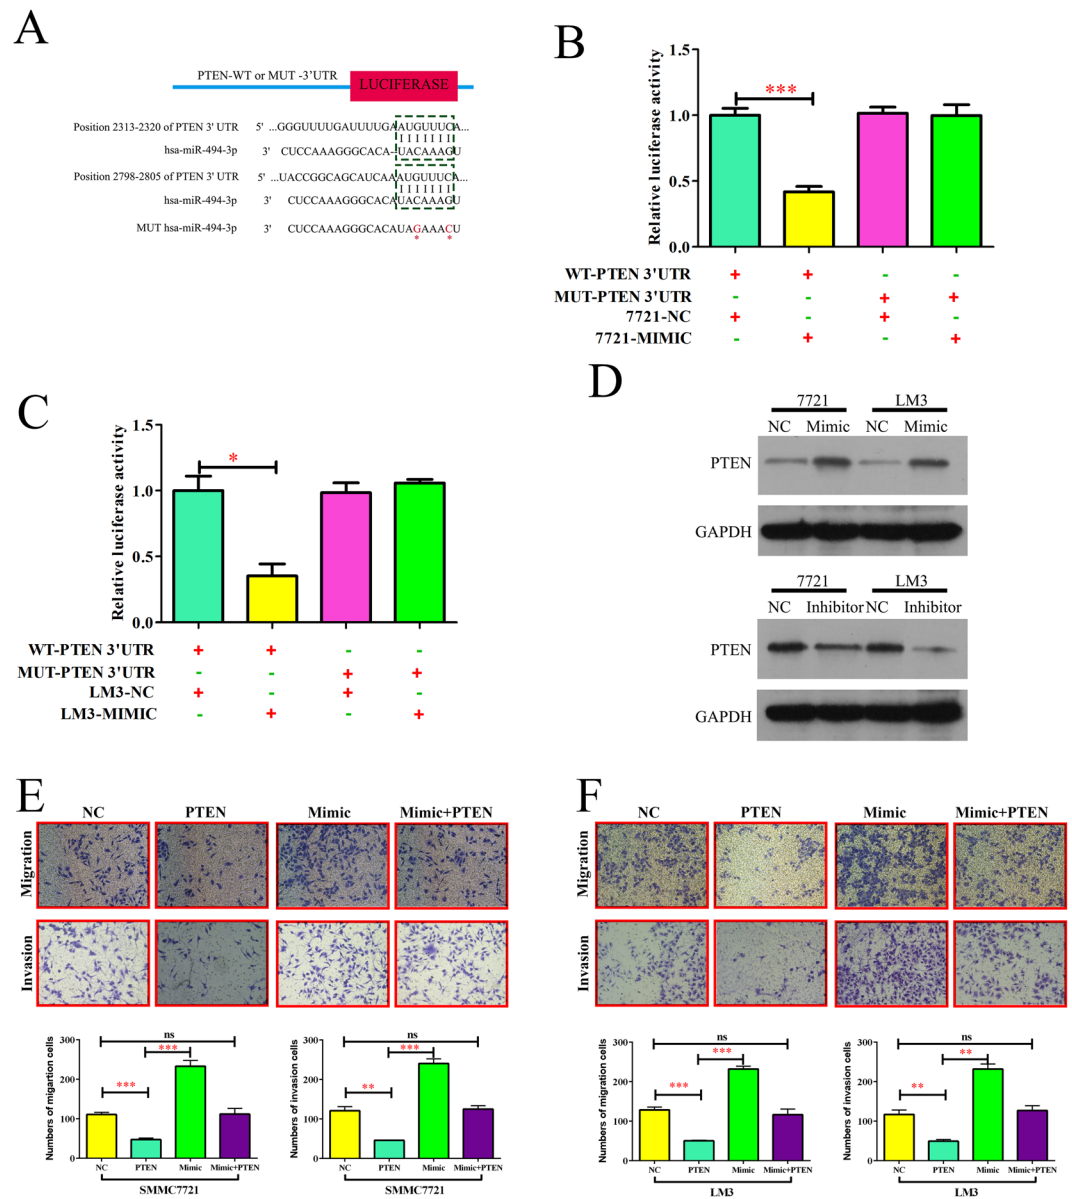 A
PTEN-WT or MUT -3'UTR
LUCIFERASE
Position 2313-2320 of PTEN 3' UTR 5' ...GGGUUUUGAUUUUGAAUGUUUCA...
hsa-miR-494-3p 3' CUCCAAAGGGCACA--UACAAAGU
Position 2798-2805 of PTEN 3' UTR 5' ...UACCGGCAGCAUCAAAUGUUUCA...
hsa-miR-494-3p 3' CUCCAAAGGGCACAUACAAAGU
MUT hsa-miR-494-3p 3' CUCCAAAGGGCACAUAGAAACU
* *
B
Relative luciferase activity
1.5
1.0
0.5
0.0
***
WT-PTEN 3'UTR + + - -
MUT-PTEN 3'UTR - - + +
7721-NC + - + -
7721-MIMIC - + - +
C
Relative luciferase activity
1.5
1.0
0.5
0.0
*
WT-PTEN 3'UTR + + - -
MUT-PTEN 3'UTR - - + +
LM3-NC + - + -
LM3-MIMIC - + - +
D
7721 LM3
NC Mimic NC Mimic
PTEN
GAPDH
7721 LM3
NC Inhibitor NC Inhibitor
PTEN
GAPDH
E
NC PTEN Mimic Mimic+PTEN
Migration
Invasion
Numbers of migartion cells
300
200
100
0
ns
***
***
NC PTEN Mimic Mimic+PTEN
SMMC7721
Numbers of invasion cells
300
200
100
0
ns
***
**
NC PTEN Mimic Mimic+PTEN
SMMC7721
F
NC PTEN Mimic Mimic+PTEN
Migration
Invasion
Numbers of migration cells
300
200
100
0
ns
***
***
NC PTEN Mimic Mimic+PTEN
LM3
Numbers of invasion cells
300
200
100
0
ns
**
**
NC PTEN Mimic Mimic+PTEN
LM3